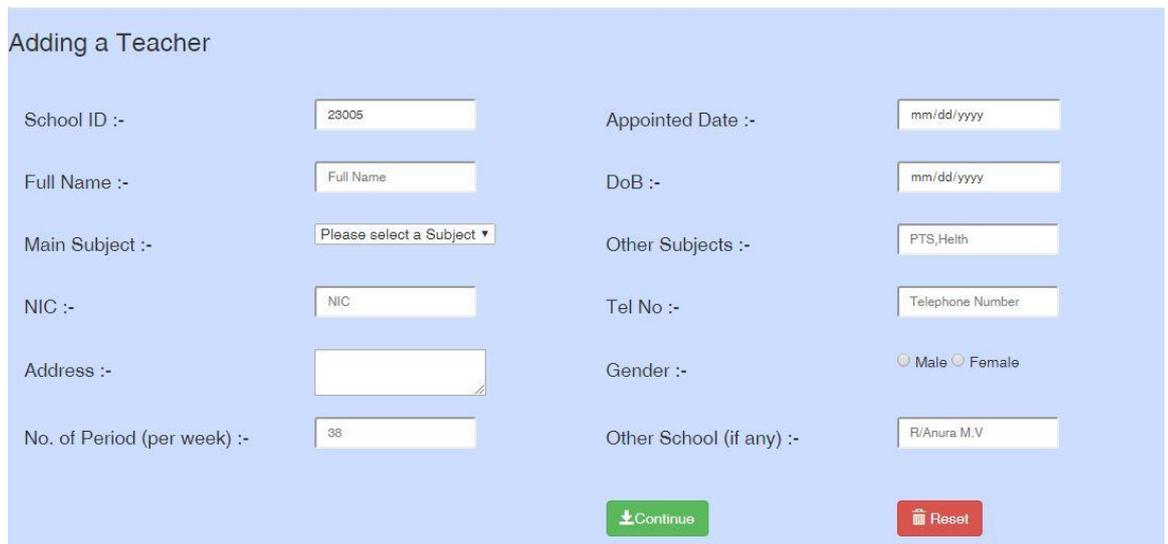 Adding a Teacher
School ID :- 23005 Appointed Date :- mm/dd/yyyy
Full Name :- Full Name DoB :- mm/dd/yyyy
Main Subject :- Please select a Subject Other Subjects :- PTS,Helth
NIC :- NIC Tel No :- Telephone Number
Address :- Gender :- Male Female
No. of Period (per week) :- 38 Other School (if any) :- R/Anura M.V
Continue Reset